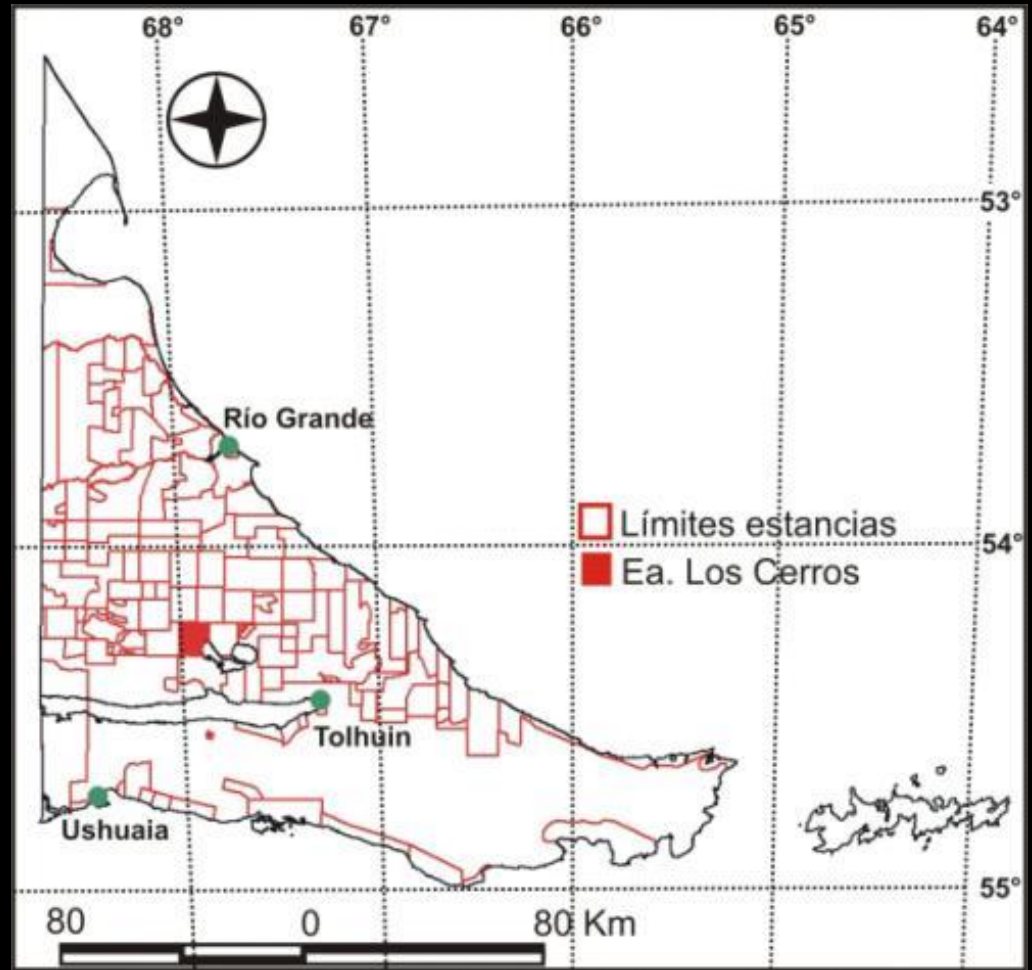 68° 67° 66° 65° 64°
53°
Río Grande
Límites estancias
54°
Ea. Los Cerros
Tolhuin
Ushuaia
55°
80 0 80 Km